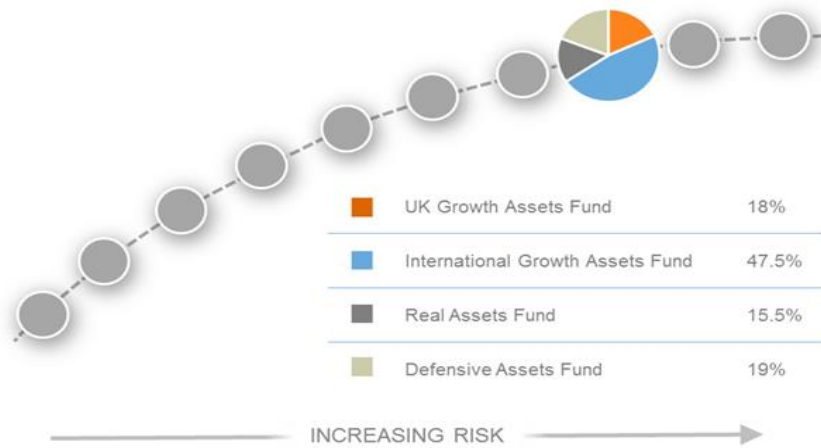 UK Growth Assets Fund 18%
International Growth Assets Fund 47.5%
Real Assets Fund 15.5%
Defensive Assets Fund 19%
INCREASING RISK